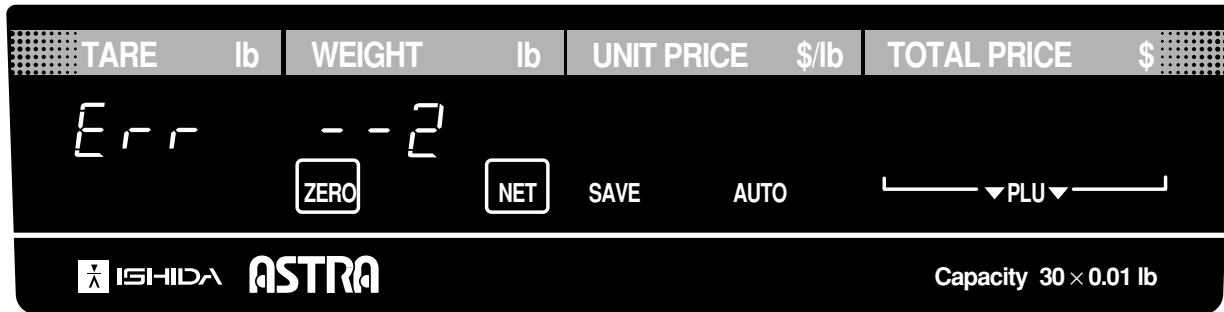 TARE lb WEIGHT lb UNIT PRICE $/lb TOTAL PRICE $
Err --2
ZERO NET SAVE AUTO ▼PLU▼
ISHIDA ASTRA Capacity 30 × 0.01 lb